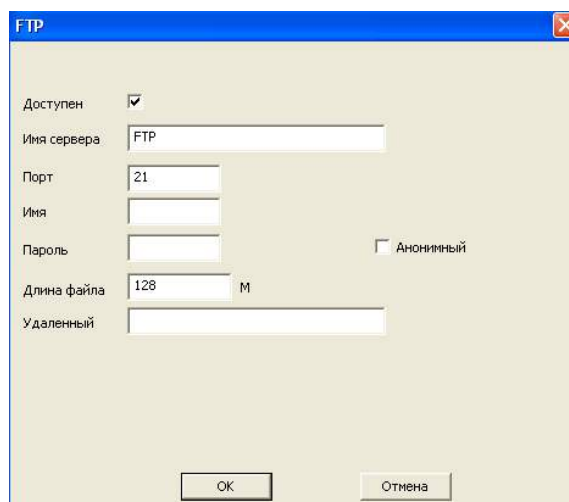 FTP
Доступен
Имя сервера FTP
Порт 21
Имя
Пароль Анонимный
Длина файла 128 М
Удаленный
OK Отмена